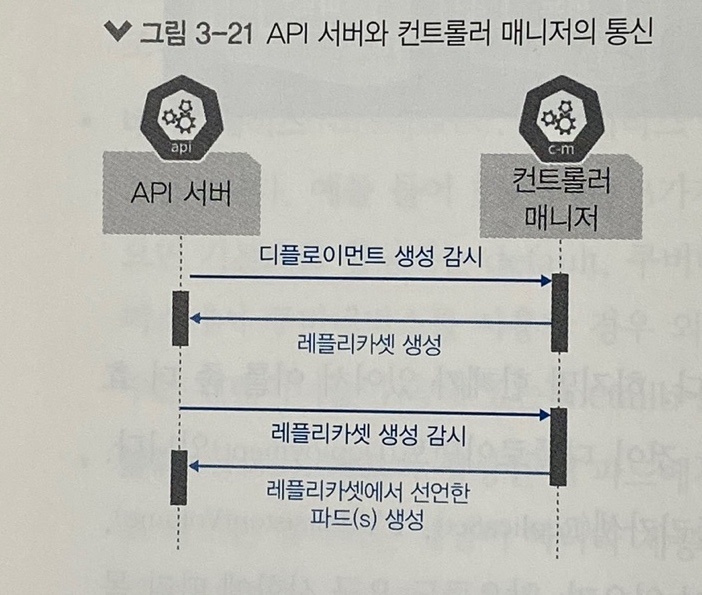 그림 3-21 API 서버와 컨트롤러 매니저의 통신
api
c-m
API 서버
컨트롤러
매니저
디플로이먼트 생성 감시
레플리카셋 생성
레플리카셋 생성 감시
레플리카셋에서 선언한
파드(s) 생성